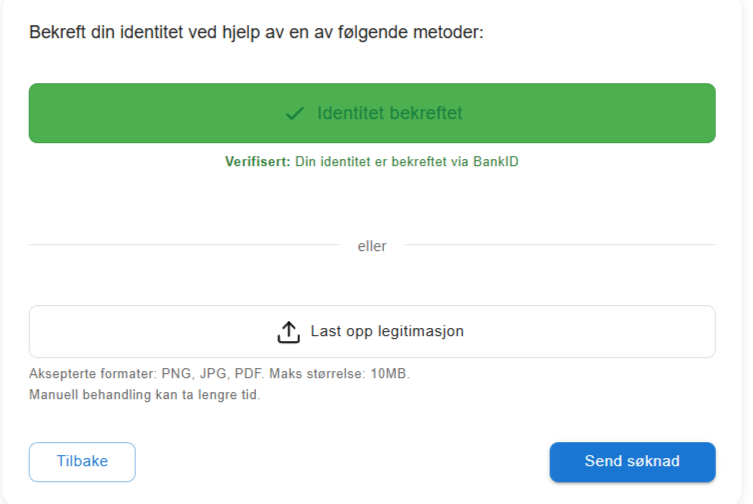 Bekreft din identitet ved hjelp av en av følgende metoder:
Identitet bekreftet
Verifisert: Din identitet er bekreftet via BankID
eller
Last opp legitimasjon
Aksepterte formater: PNG, JPG, PDF. Maks størrelse: 10MB.
Manuell behandling kan ta lengre tid.
Tilbake
Send søknad